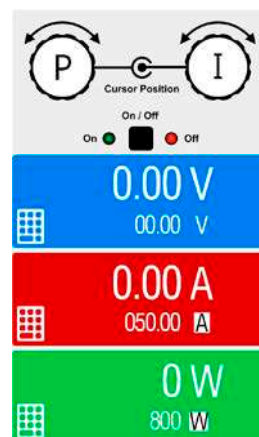 P C I
Cursor Position
On / Off
On Off
0.00 V
00.00 V
0.00 A
050.00 A
0 W
800 W